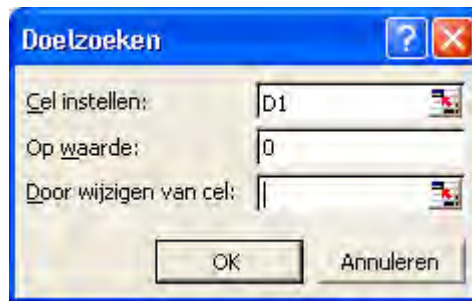 Doelzoeken
Cel instellen: D1
Op waarde: 0
Door wijzigen van cel:
OK Annuleren